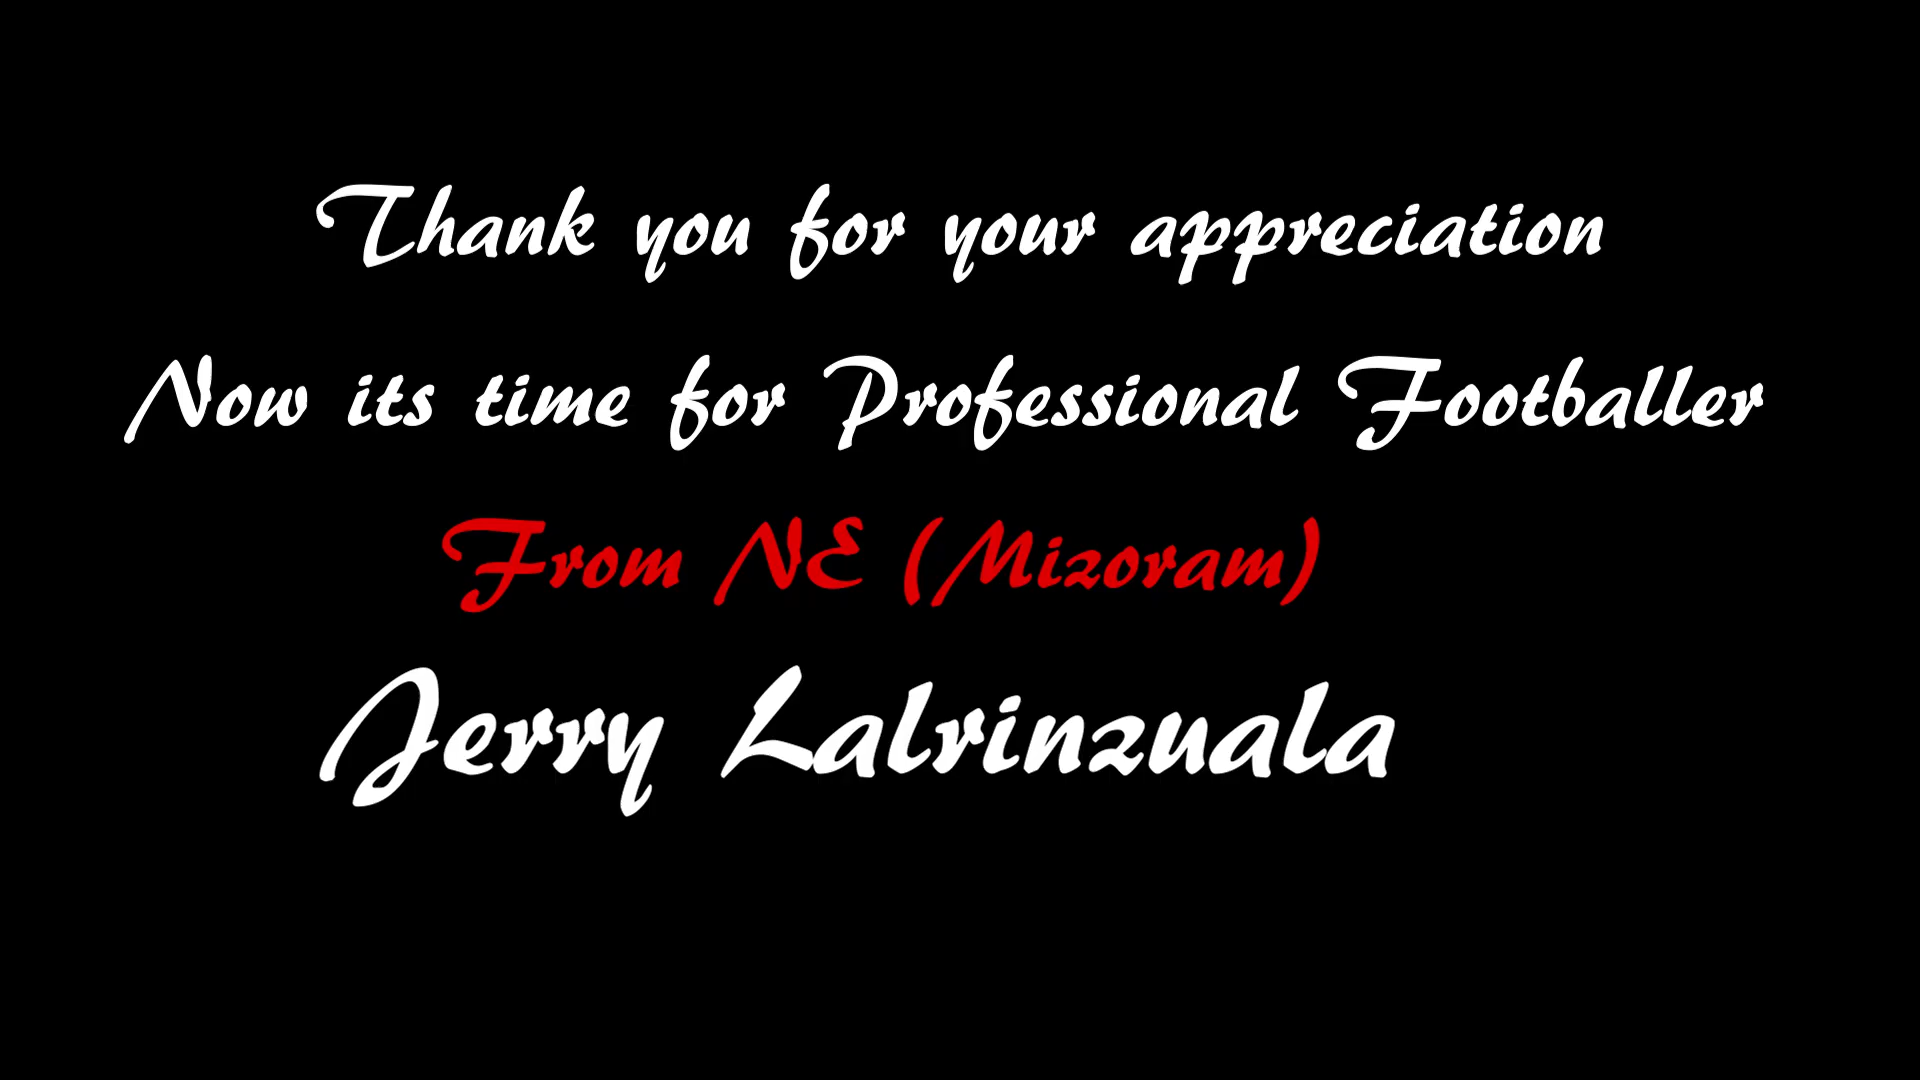 Thank you for your appreciation
Now its time for Professional Footballer
From NE (Mizoram)
Jerry Lalrinzuala